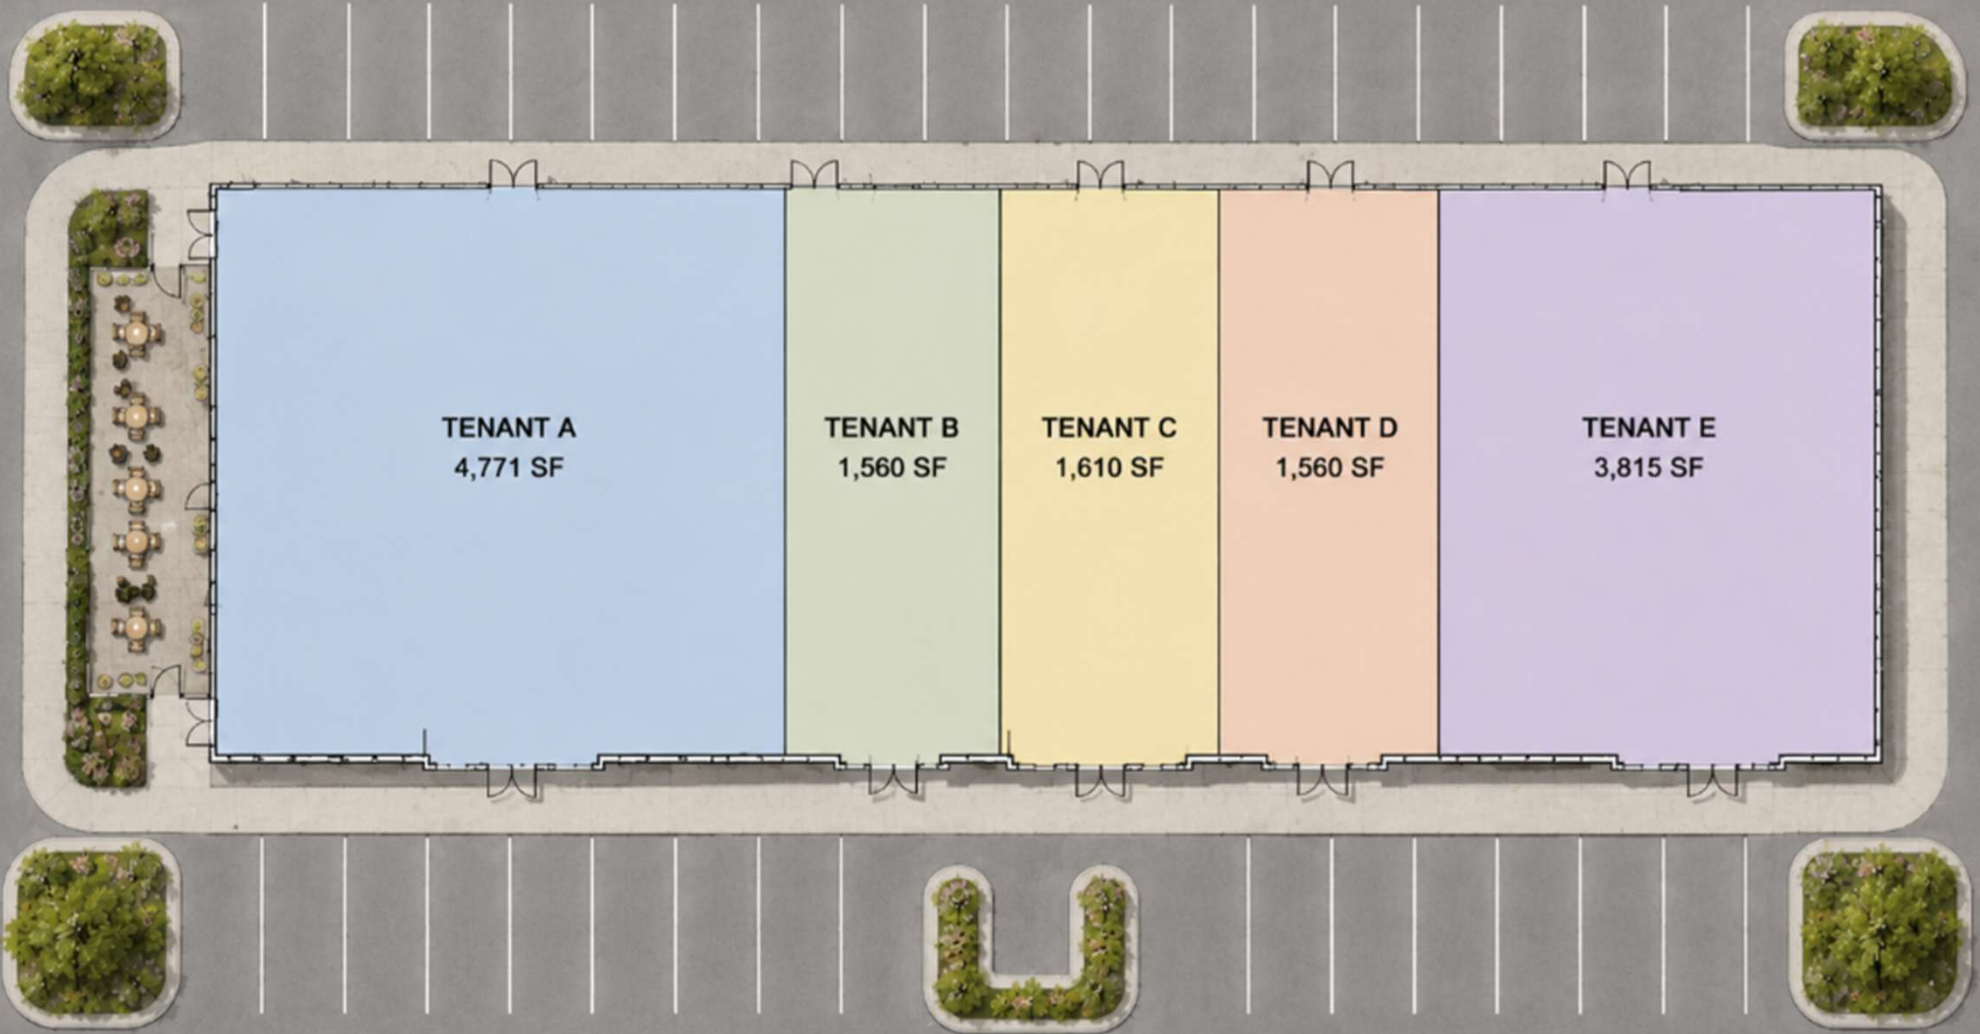 TENANT A
4,771 SF
TENANT B
1,560 SF
TENANT C
1,610 SF
TENANT D
1,560 SF
TENANT E
3,815 SF